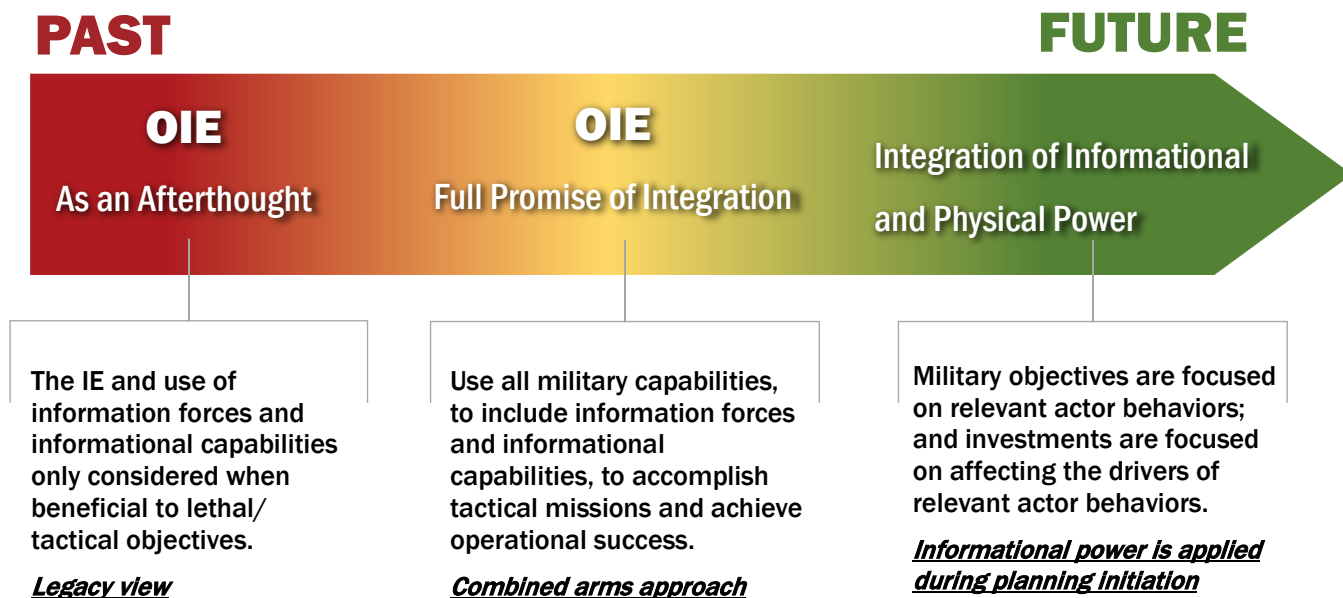 PAST
FUTURE
OIE
As an Afterthought
OIE
Full Promise of Integration
Integration of Informational
and Physical Power
The IE and use of
information forces and
informational capabilities
only considered when
beneficial to lethal/
tactical objectives.
Legacy view
Use all military capabilities,
to include information forces
and informational
capabilities, to accomplish
tactical missions and achieve
operational success.
Combined arms approach
Military objectives are focused
on relevant actor behaviors;
and investments are focused
on affecting the drivers of
relevant actor behaviors.
Informational power is applied
during planning initiation